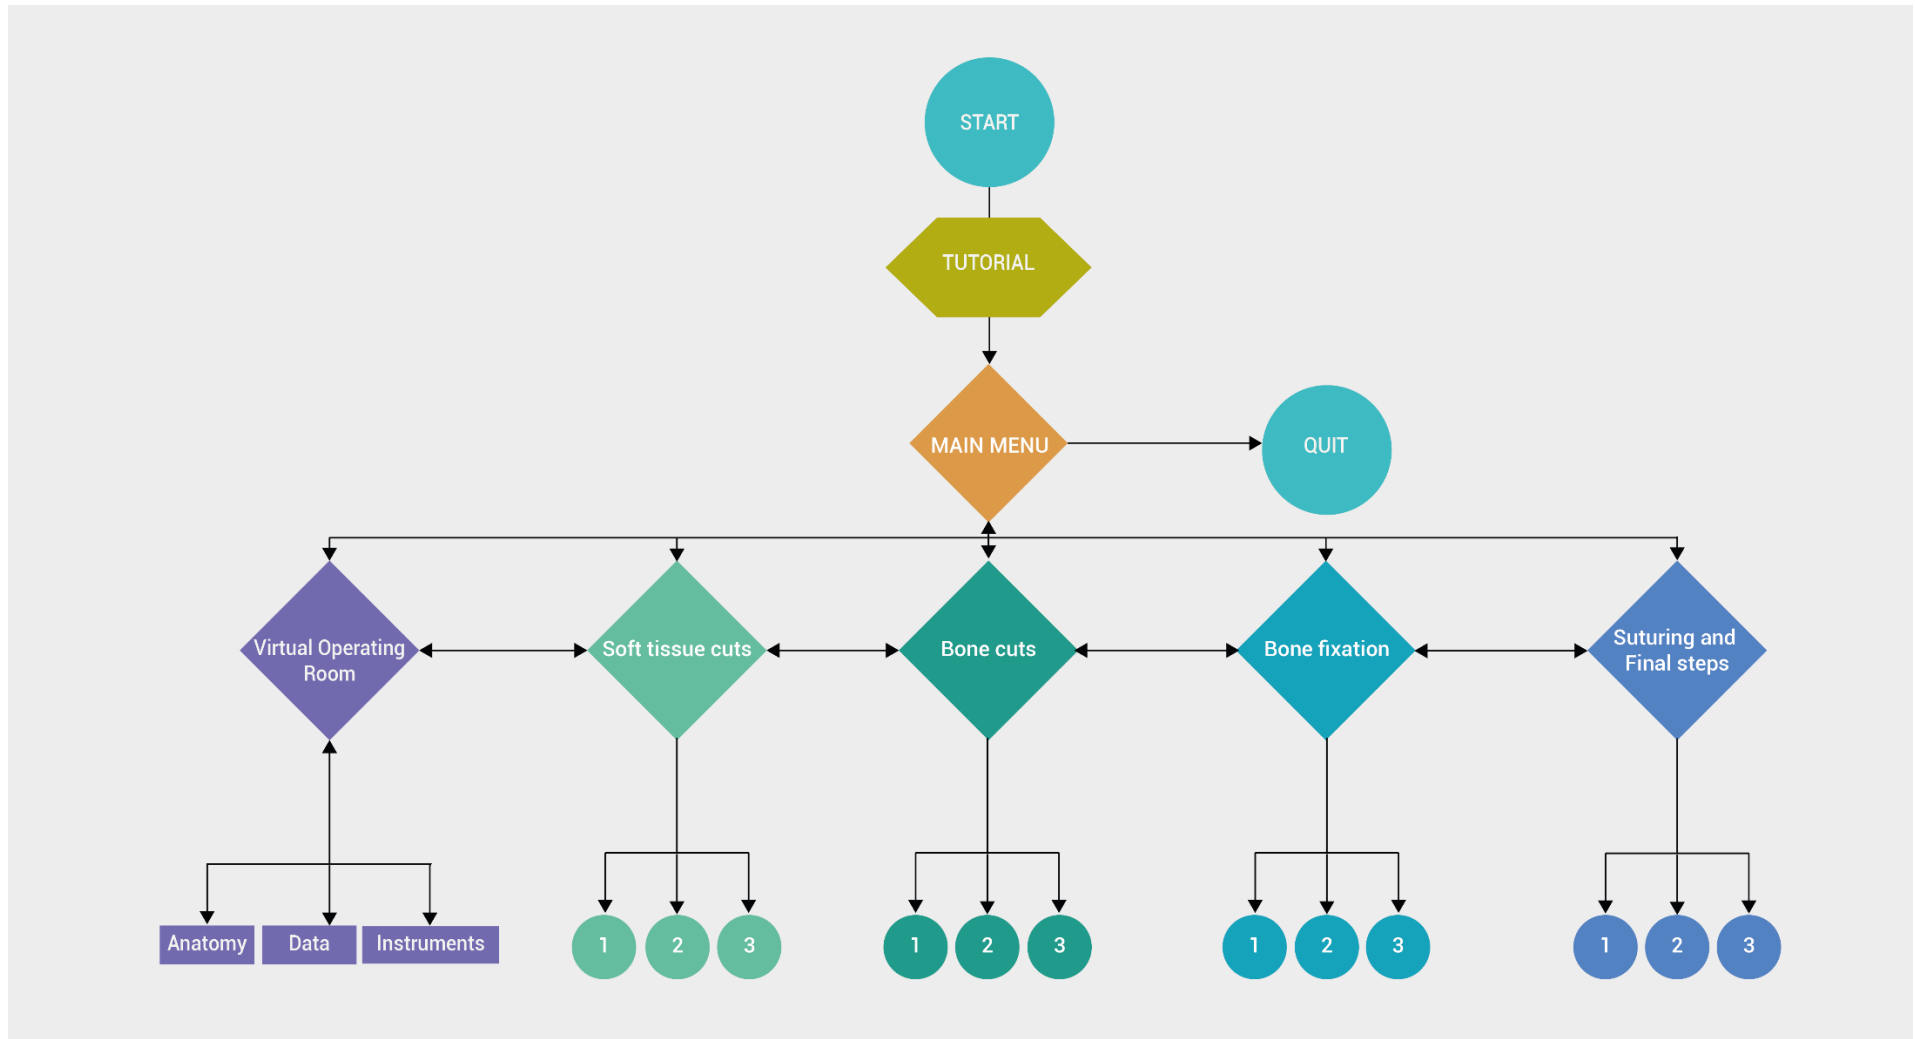 START
TUTORIAL
MAIN MENU
QUIT
Virtual Operating
Room
Soft tissue cuts
Bone cuts
Bone fixation
Suturing and
Final steps
Anatomy
Data
Instruments
1
2
3
1
2
3
1
2
3
1
2
3